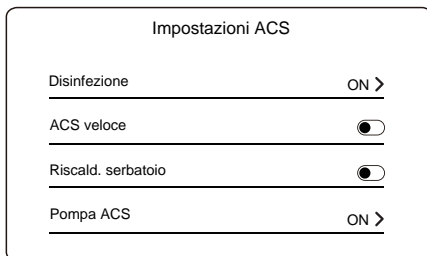 Impostazioni ACS
Disinfezione ON
ACS veloce
Riscald. serbatoio
Pompa ACS ON